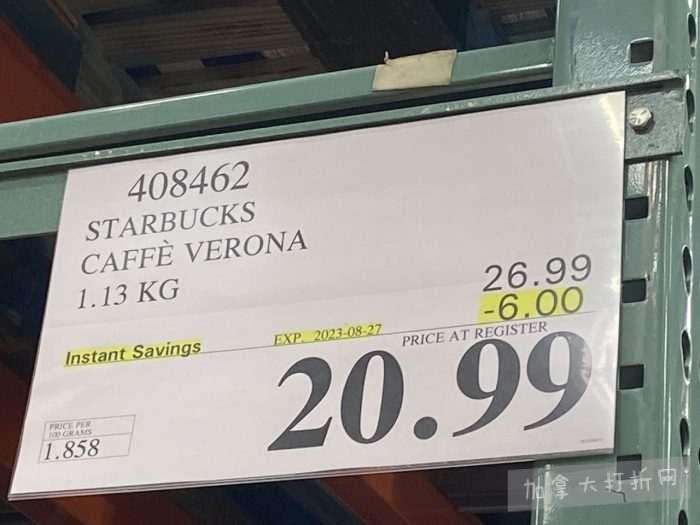 408462
STARBUCKS
CAFFÈ VERONA
1.13 KG
26.99
-6.00
Instant Savings
EXP. 2023-08-27
PRICE AT REGISTER
20.99
PRICE PER
100 GRAMS
1.858
加拿大打折网